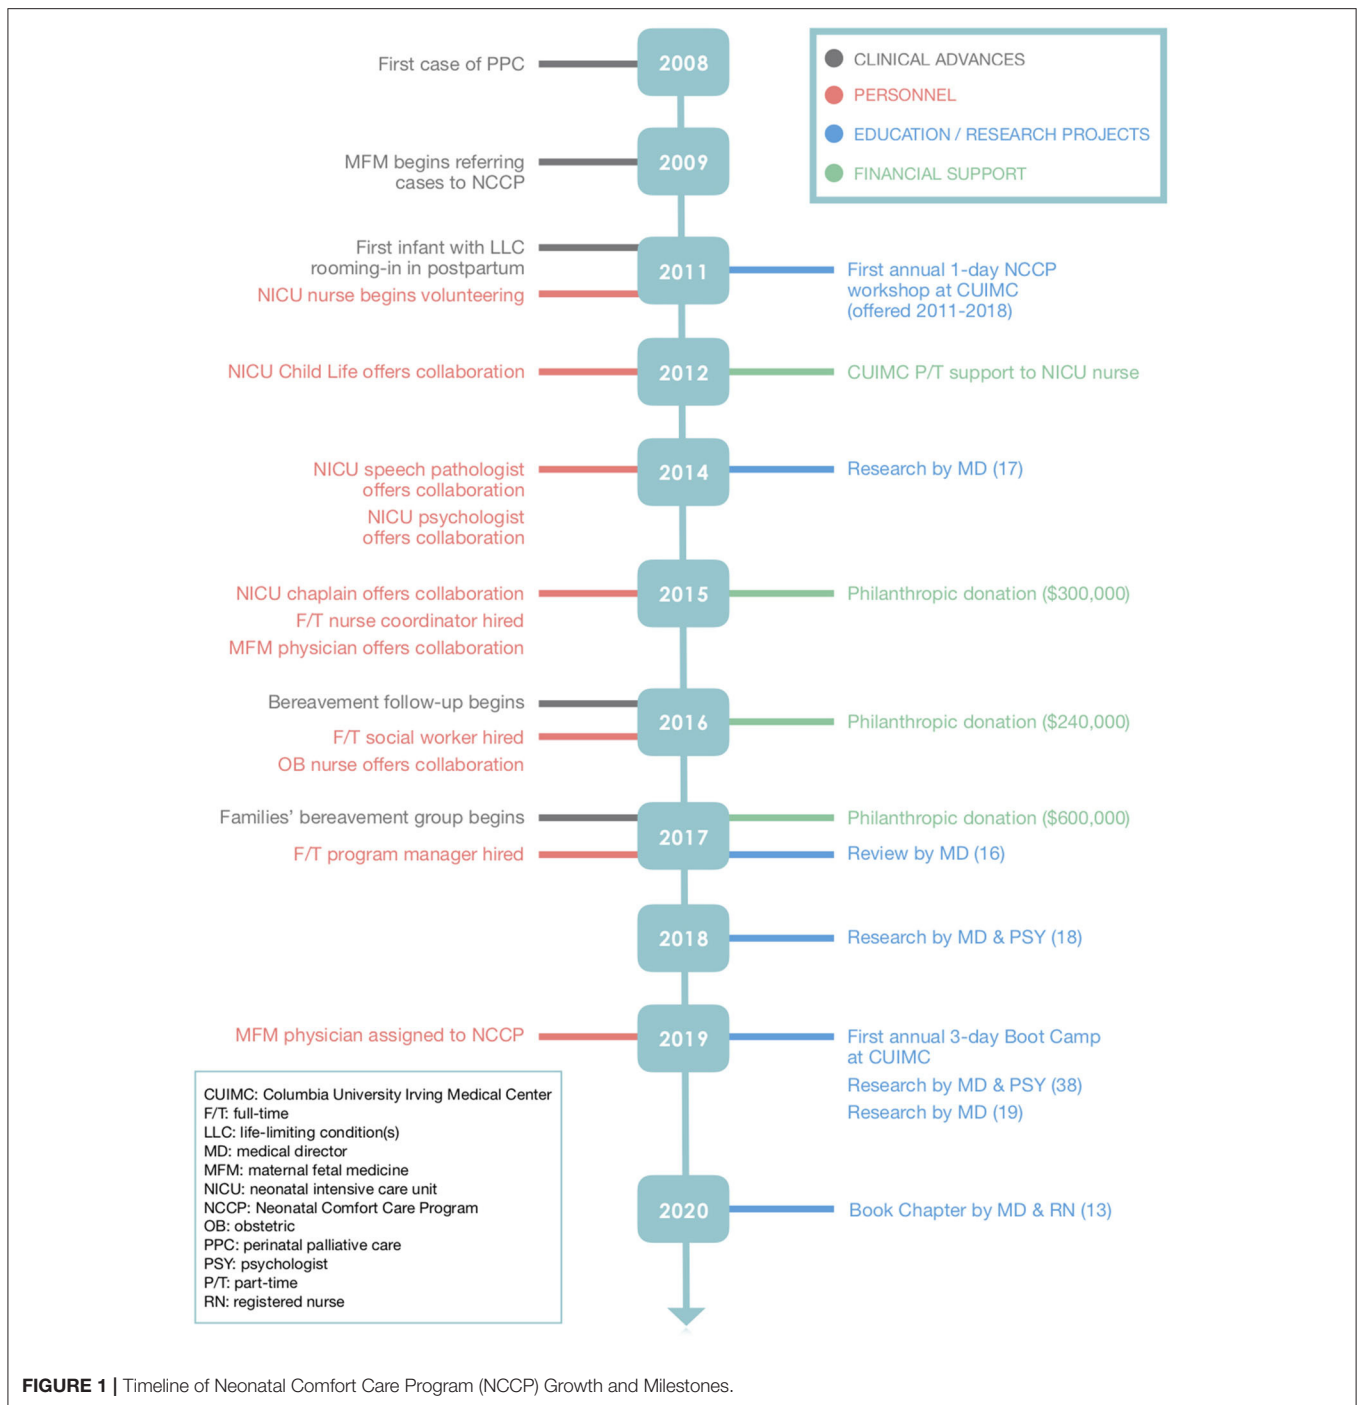 2008
First case of PPC
CLINICAL ADVANCES
PERSONNEL
EDUCATION / RESEARCH PROJECTS
FINANCIAL SUPPORT
2009
MFM begins referring
cases to NCCP
2011
First infant with LLC
rooming-in in postpartum
NICU nurse begins volunteering
First annual 1-day NCCP
workshop at CUIMC
(offered 2011-2018)
2012
NICU Child Life offers collaboration
CUIMC P/T support to NICU nurse
2014
NICU speech pathologist
offers collaboration
NICU psychologist
offers collaboration
Research by MD (17)
2015
NICU chaplain offers collaboration
F/T nurse coordinator hired
MFM physician offers collaboration
Philanthropic donation ($300,000)
2016
Bereavement follow-up begins
F/T social worker hired
OB nurse offers collaboration
Philanthropic donation ($240,000)
2017
Families’ bereavement group begins
F/T program manager hired
Philanthropic donation ($600,000)
Review by MD (16)
2018
Research by MD & PSY (18)
2019
MFM physician assigned to NCCP
First annual 3-day Boot Camp
at CUIMC
Research by MD & PSY (38)
Research by MD (19)
CUIMC: Columbia University Irving Medical Center
F/T: full-time
LLC: life-limiting condition(s)
MD: medical director
MFM: maternal fetal medicine
NICU: neonatal intensive care unit
NCCP: Neonatal Comfort Care Program
OB: obstetric
PPC: perinatal palliative care
PSY: psychologist
P/T: part-time
RN: registered nurse
2020
Book Chapter by MD & RN (13)
FIGURE 1 | Timeline of Neonatal Comfort Care Program (NCCP) Growth and Milestones.